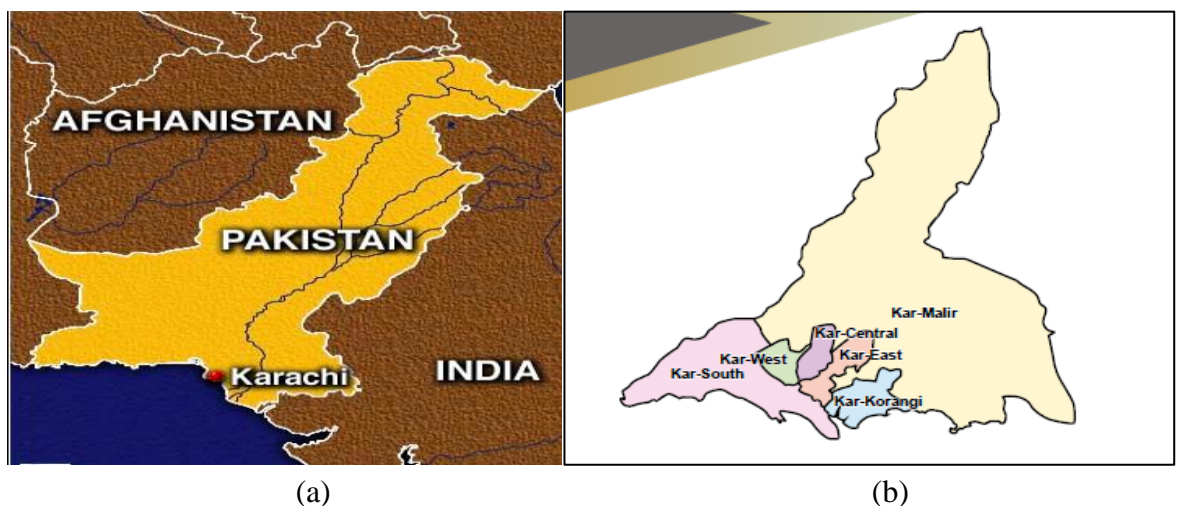 AFGHANISTAN
PAKISTAN
INDIA
Karachi
Kar-Malir
Kar-Central
Kar-East
Kar-West
Kar-South
Kar-Korangi
(a)
(b)